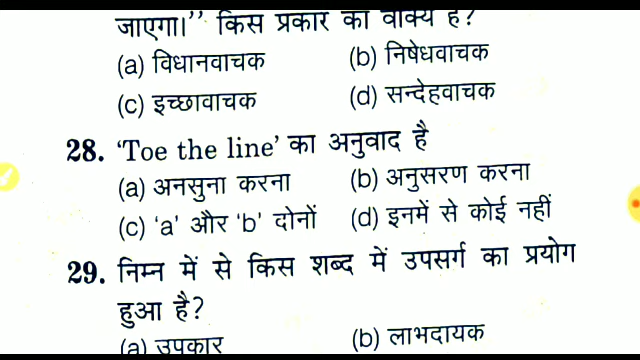 जाएगा।” किस प्रकार का वाक्य है?
(a) विधानवाचक (b) निषेधवाचक
(c) इच्छावाचक (d) सन्देहवाचक
28. ‘Toe the line’ का अनुवाद है
(a) अनसुना करना (b) अनुसरण करना
(c) ‘a’ और ‘b’ दोनों (d) इनमें से कोई नहीं
29. निम्न में से किस शब्द में उपसर्ग का प्रयोग
हुआ है?
(a) उपकार (b) लाभदायक